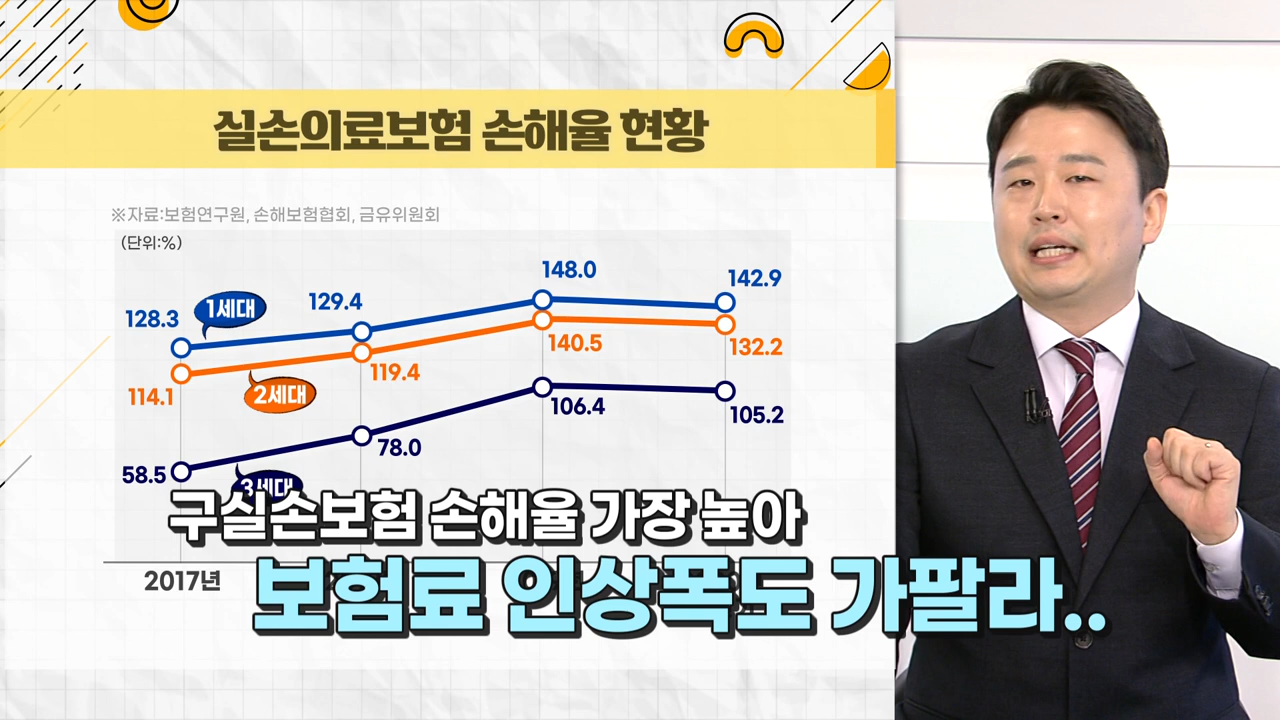 실손의료보험 손해율 현황
※자료:보험연구원, 손해보험협회, 금융위원회
(단위:%)
148.0
142.9
128.3
1세대
129.4
140.5
132.2
114.1
2세대
119.4
106.4
105.2
58.5
3세대
78.0
구실손보험 손해율 가장 높아
2017년
보험료 인상폭도 가팔라..